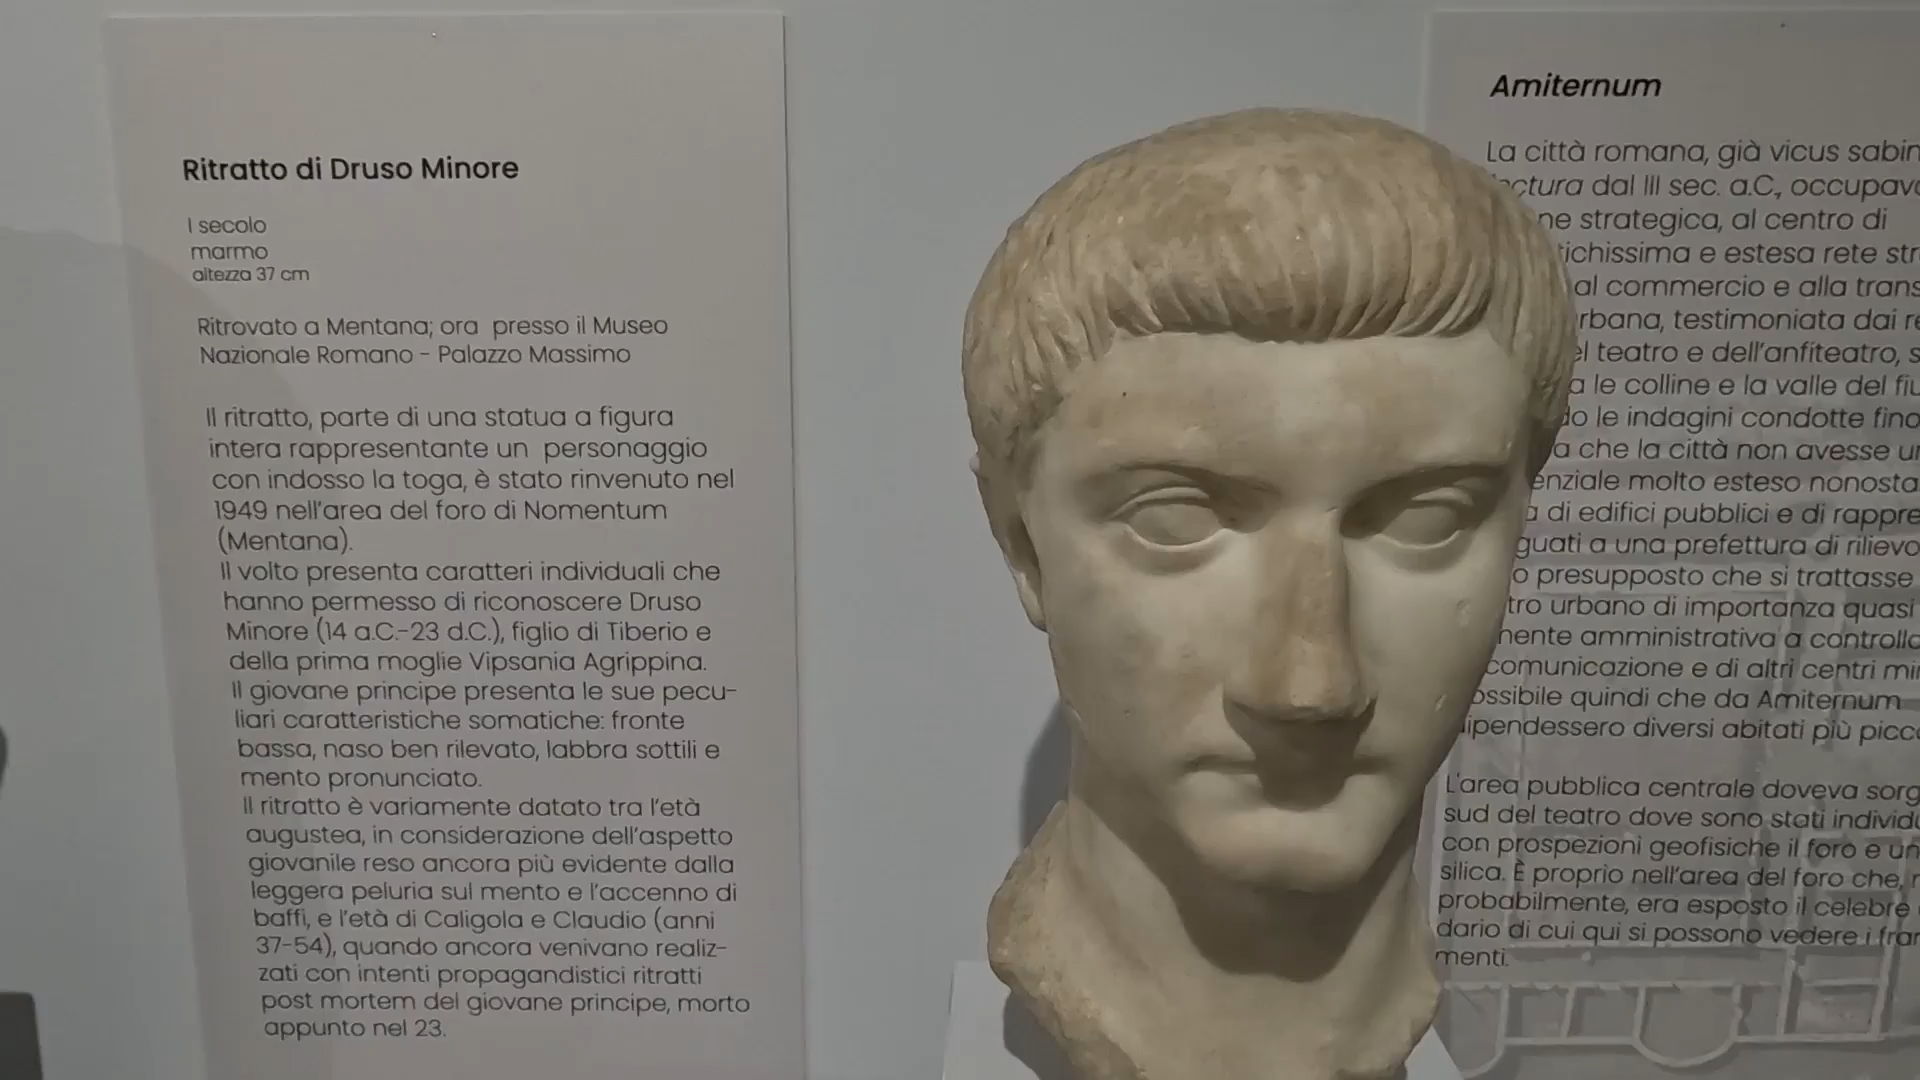 Ritratto di Druso Minore
I secolo
marmo
altezza 37 cm
Ritrovato a Mentana; ora presso il Museo
Nazionale Romano - Palazzo Massimo
Il ritratto, parte di una statua a figura
intera rappresentante un personaggio
con indosso la toga, è stato rinvenuto nel
1949 nell'area del foro di Nomentum
(Mentana).
Il volto presenta caratteri individuali che
hanno permesso di riconoscere Druso
Minore (14 a.C.-23 d.C.), figlio di Tiberio e
della prima moglie Vipsania Agrippina.
Il giovane principe presenta le sue pecu-
liari caratteristiche somatiche: fronte
bassa, naso ben rilevato, labbra sottili e
mento pronunciato.
Il ritratto è variamente datato tra l'età
augustea, in considerazione dell'aspetto
giovanile reso ancora più evidente dalla
leggera peluria sul mento e l'accenno di
baffi, e l'età di Caligola e Claudio (anni
37-54), quando ancora venivano realiz-
zati con intenti propagandistici ritratti
post mortem del giovane principe, morto
appunto nel 23.
Amiternum
La città romana, già vicus sabin
dal III sec. a.C., occupav
strategica, al centro di
e estesa rete
al commercio e alla
testimoniata dai
teatro e dell'anfiteatro,
le colline e la valle del
le indagini condotte fino
che la città non avesse
molto esteso
di edifici pubblici e di
a una prefettura di rilievo
presupposto che si trattasse
urbano di importanza quasi
amministrativa a controllo
comunicazione e di altri centri
quindi che da Amiternum
dipendessero diversi abitati più
L'area pubblica centrale doveva
sud del teatro dove sono stati
con prospezioni geofisiche il foro e
silica. È proprio nell'area del foro che,
probabilmente, era esposto il celebre
dario di cui qui si possono vedere i
menti.